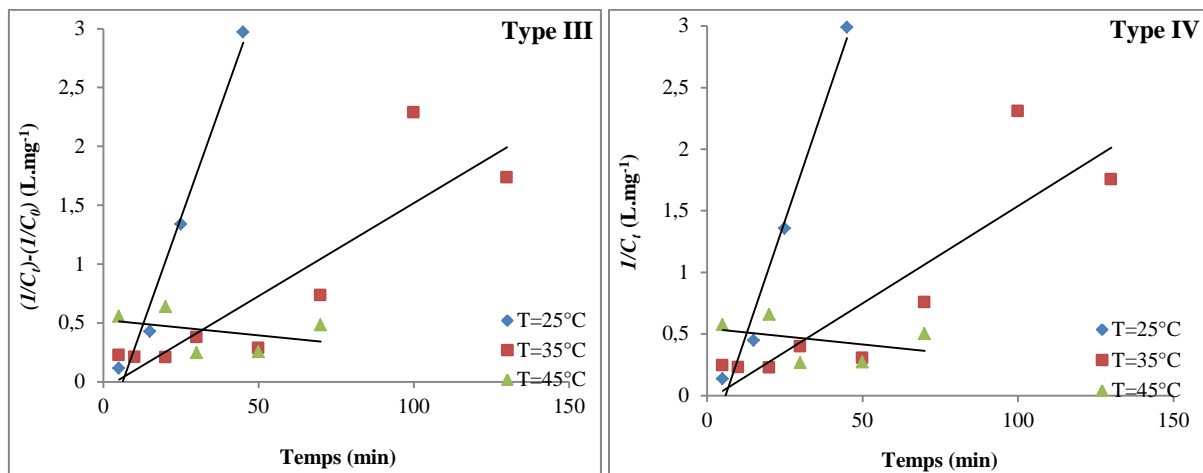 Type III
(1/Cₜ)-(1/C₀) (L.mg⁻¹)
3
2,5
2
1,5
1
0,5
0
0
50
100
150
T=25°C
T=35°C
T=45°C
Temps (min)
Type IV
1/Cₜ (L.mg⁻¹)
3
2,5
2
1,5
1
0,5
0
0
50
100
150
T=25°C
T=35°C
T=45°C
Temps (min)